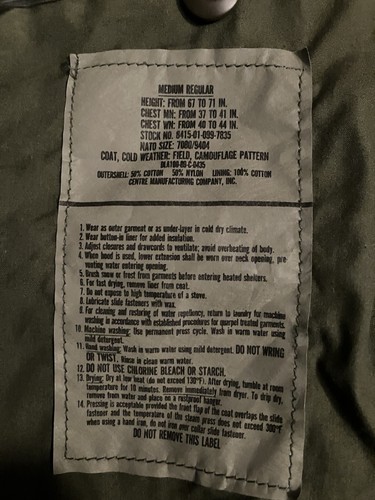 MEDIUM REGULAR
HEIGHT: FROM 67 TO 71 IN.
CHEST MN: FROM 37 TO 41 IN.
CHEST WN: FROM 40 TO 44 IN.
STOCK NO. 8415-01-099-7835
NATO SIZE: 7080/9404
COAT, COLD WEATHER: FIELD, CAMOUFLAGE PATTERN
DLA100-89-C-0435
OUTERSHELL: 50% COTTON 50% NYLON LINING: 100% COTTON
CENTRE MANUFACTURING COMPANY, INC.
1. Wear as outer garment or as under-layer in cold dry climate.
2. Wear button-in liner for added insulation.
3. Adjust closures and drawcords to ventilate; avoid overheating of body.
4. When hood is used, lower extension shall be worn over neck opening, pre-
venting water entering opening.
5. Brush snow or frost from garments before entering heated shelters.
6. For fast drying, remove liner from coat.
7. Do not expose to high temperature of a stove.
8. Lubricate slide fasteners with wax.
9. For cleaning and restoring of water repellency, return to laundry for machine
washing in accordance with established procedures for quarpel treated garments.
10. Machine washing: Use permanent press cycle. Wash in warm water using
mild detergent.
11. Hand washing: Wash in warm water using mild detergent. DO NOT WRING
OR TWIST. Rinse in clean warm water.
12. DO NOT USE CHLORINE BLEACH OR STARCH.
13. Drying: Dry at low heat (do not exceed 130°F). After drying, tumble at room
temperature for 10 minutes. Remove immediately from dryer. To drip dry,
remove from water and place on a rustproof hanger.
14. Pressing is acceptable provided the front flap of the coat overlaps the slide
fastener and the temperature of the steam press does not exceed 300°F
when using a hand iron, do not iron over collar slide fastener.
DO NOT REMOVE THIS LABEL